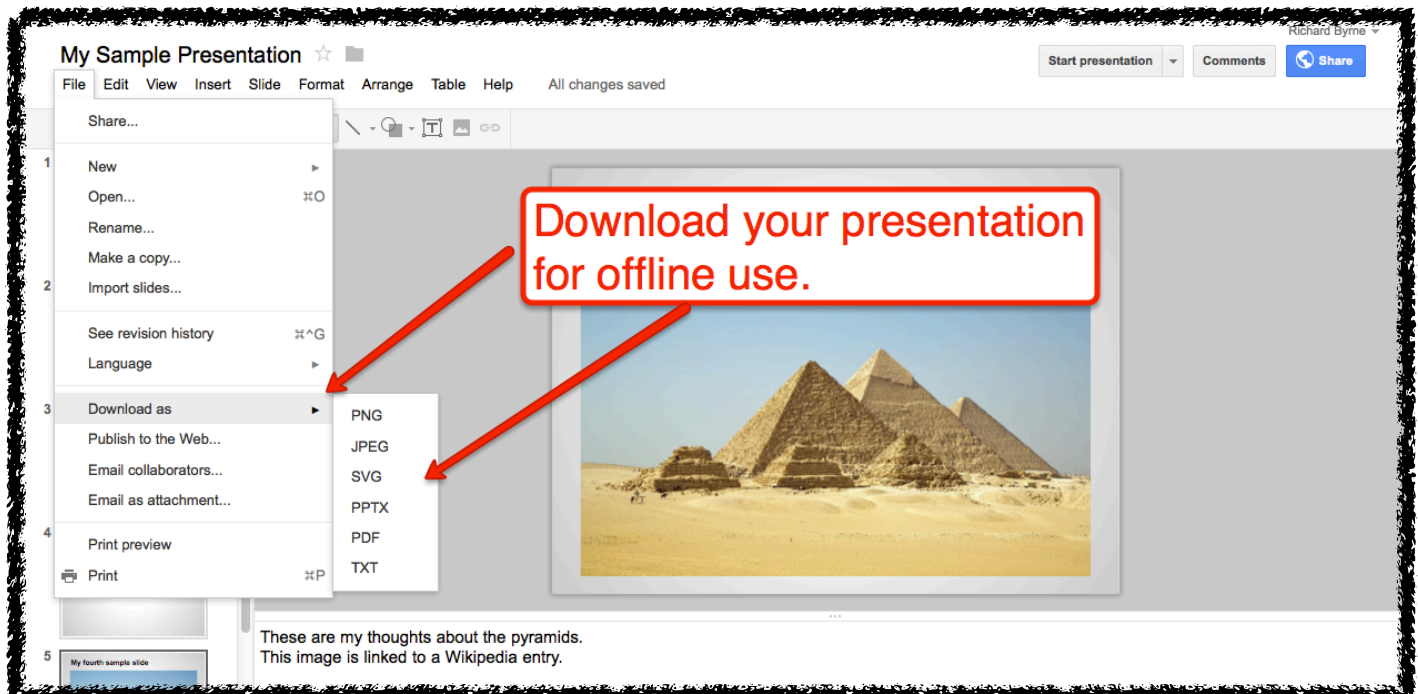 Richard Byrne
My Sample Presentation
Start presentation
Comments
Share
File Edit View Insert Slide Format Arrange Table Help All changes saved
Share...
New
Open... ⌘O
Rename...
Make a copy...
Import slides...
See revision history ⌘^G
Language
Download as
Publish to the Web...
Email collaborators...
Email as attachment...
Print preview
Print ⌘P
PNG
JPEG
SVG
PPTX
PDF
TXT
1
2
3
4
5
My fourth sample slide
T
Download your presentation
for offline use.
These are my thoughts about the pyramids.
This image is linked to a Wikipedia entry.